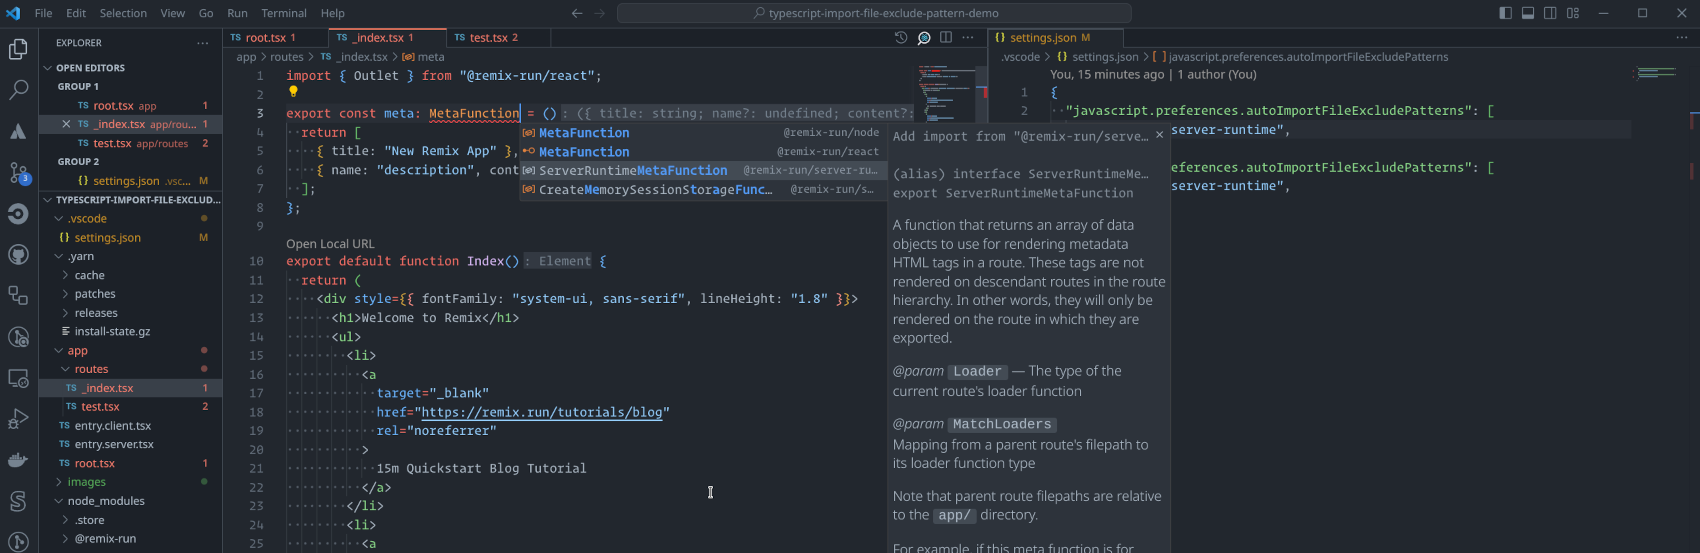 File Edit Selection View Go Run Terminal Help
typescript-import-file-exclude-pattern-demo
EXPLORER
OPEN EDITORS
GROUP 1
root.tsx app 1
_index.tsx app/rou... 1
test.tsx app/routes 2
GROUP 2
settings.json .vsc... M
TYPESCRIPT-IMPORT-FILE-EXCLUD...
.vscode
settings.json M
.yarn
cache
patches
releases
install-state.gz
app
routes
TS _index.tsx 1
TS test.tsx 2
TS entry.client.tsx
TS entry.server.tsx
TS root.tsx 1
images
node_modules
.store
@remix-run
3
TS root.tsx 1
TS _index.tsx 1
TS test.tsx 2
app > routes > TS _index.tsx > meta
1 import { Outlet } from "@remix-run/react";
2
3 export const meta: MetaFunction = () : ({ title: string; name?: undefined; content?:
4 ··return [
5 ····{ title: "New Remix App" },
6 ····{ name: "description", cont
7 ··];
8 };
9
MetaFunction @remix-run/node
MetaFunction @remix-run/react
ServerRuntimeMetaFunction @remix-run/server-ru...
CreateMemorySessionStorageFunc... @remix-run/s...
Open Local URL
10 export default function Index() : Element {
11 ··return (
12 ····<div style={{ fontFamily: "system-ui, sans-serif", lineHeight: "1.8" }}>
13 ······<h1>Welcome to Remix</h1>
14 ······<ul>
15 ········<li>
16 ··········<a
17 ············target="_blank"
18 ············href="https://remix.run/tutorials/blog"
19 ············rel="noreferrer"
20 ··········>
21 ············15m Quickstart Blog Tutorial
22 ··········</a>
23 ········</li>
24 ········<li>
25 ··········<a
Add import from "@remix-run/serve...
(alias) interface ServerRuntimeMe...
export ServerRuntimeMetaFunction
A function that returns an array of data
objects to use for rendering metadata
HTML tags in a route. These tags are not
rendered on descendant routes in the route
hierarchy. In other words, they will only be
rendered on the route in which they are
exported.
@param Loader — The type of the
current route's loader function
@param MatchLoaders
Mapping from a parent route's filepath to
its loader function type
Note that parent route filepaths are relative
to the app/ directory.
For example, if this meta function is for
settings.json M
.vscode > settings.json > javascript.preferences.autoImportFileExcludePatterns
You, 15 minutes ago | 1 author (You)
1 {
2 "javascript.preferences.autoImportFileExcludePatterns": [
server-runtime",
eferences.autoImportFileExcludePatterns": [
server-runtime",